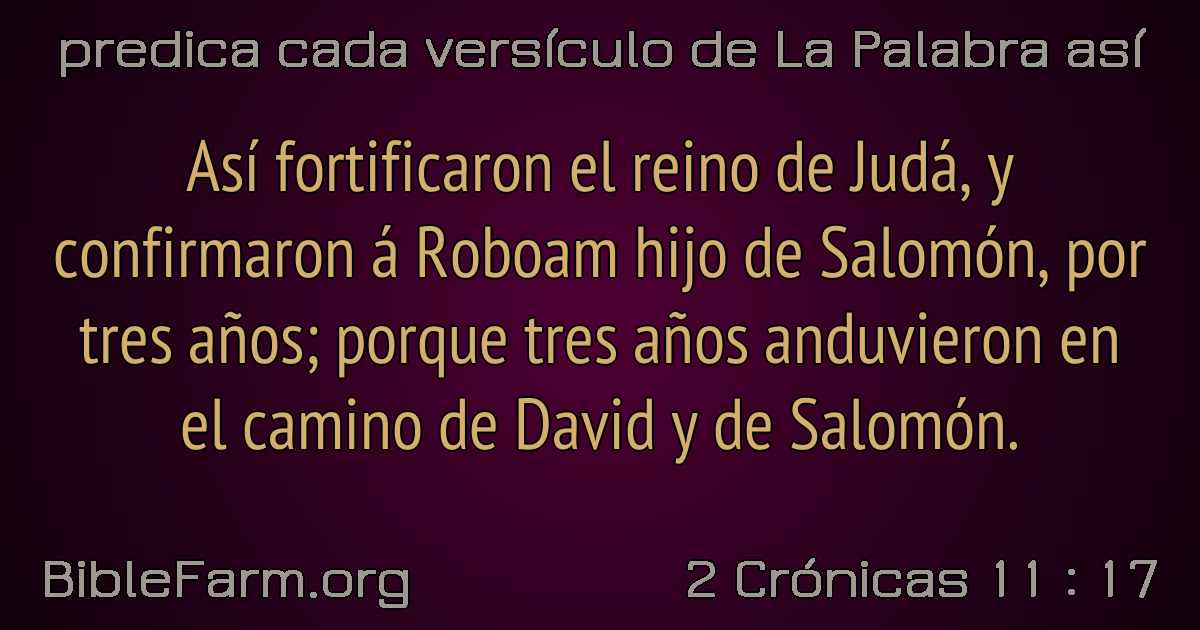 predica cada versículo de La Palabra así
Así fortificaron el reino de Judá, y
confirmaron á Roboam hijo de Salomón, por
tres años; porque tres años anduvieron en
el camino de David y de Salomón.
BibleFarm.org
2 Crónicas 11 : 17